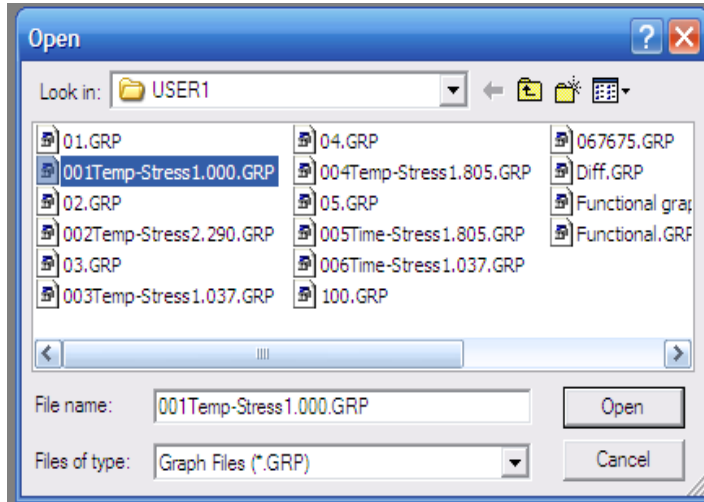 Open
Look in: USER1
01.GRP
001Temp-Stress1.000.GRP
02.GRP
002Temp-Stress2.290.GRP
03.GRP
003Temp-Stress1.037.GRP
04.GRP
004Temp-Stress1.805.GRP
05.GRP
005Time-Stress1.805.GRP
006Time-Stress1.037.GRP
100.GRP
067675.GRP
Diff.GRP
Functional
Functional.GRF
File name: 001Temp-Stress1.000.GRP
Open
Files of type: Graph Files (*.GRP)
Cancel